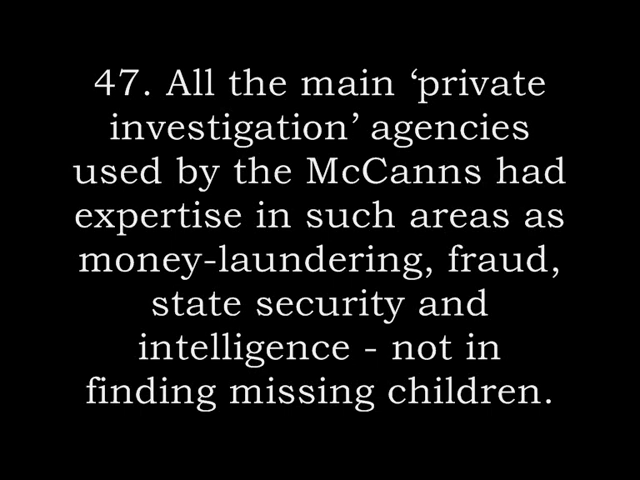 47. All the main ‘private
investigation’ agencies
used by the McCanns had
expertise in such areas as
money-laundering, fraud,
state security and
intelligence - not in
finding missing children.